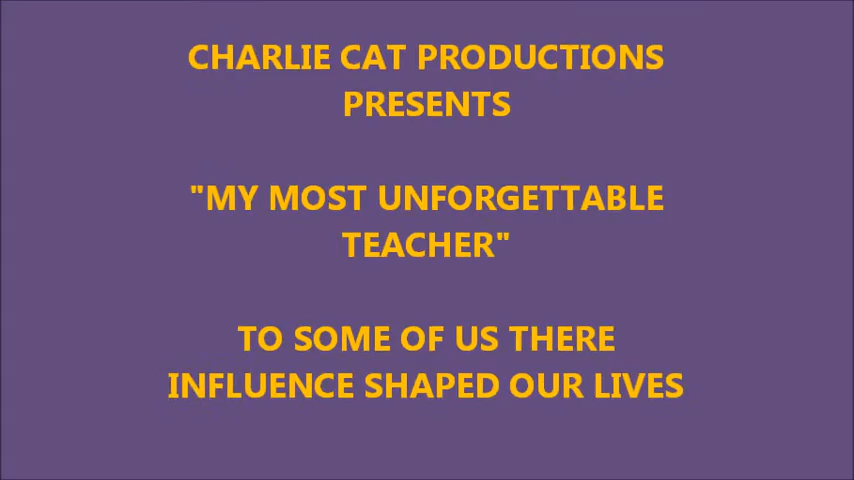 CHARLIE CAT PRODUCTIONS
PRESENTS
"MY MOST UNFORGETTABLE
TEACHER"
TO SOME OF US THERE
INFLUENCE SHAPED OUR LIVES